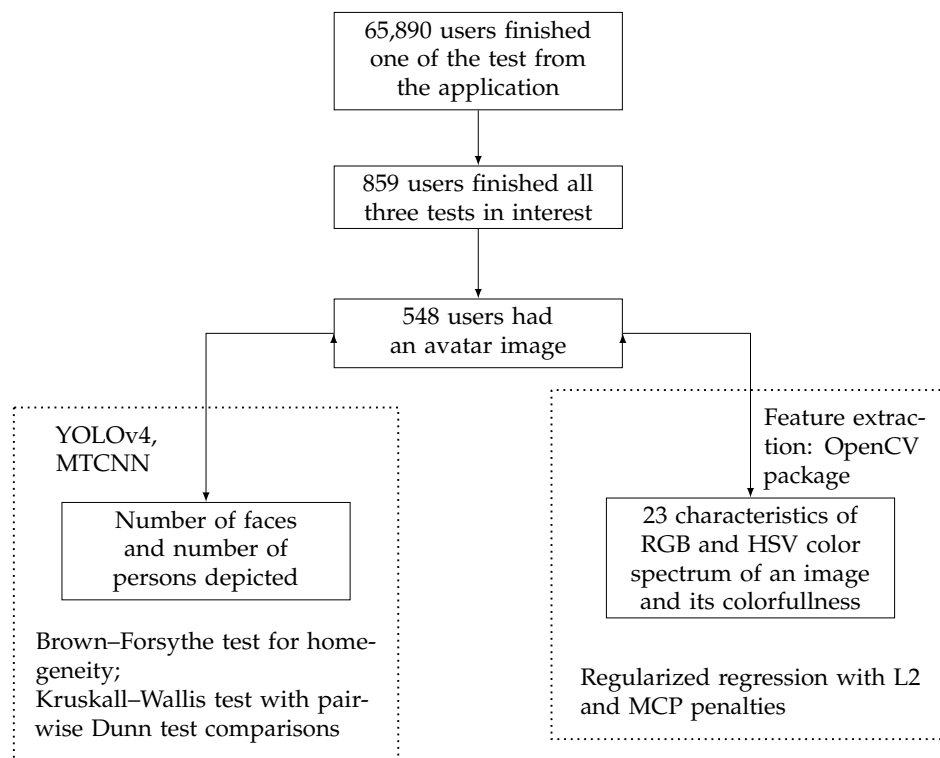 65,890 users finished
one of the test from
the application
859 users finished all
three tests in interest
548 users had
an avatar image
YOLOv4,
MTCNN
Number of faces
and number of
persons depicted
Brown–Forsythe test for home-
geneity;
Kruskall–Wallis test with pair-
wise Dunn test comparisons
Feature extrac-
tion: OpenCV
package
23 characteristics of
RGB and HSV color
spectrum of an image
and its colorfullness
Regularized regression with L2
and MCP penalties